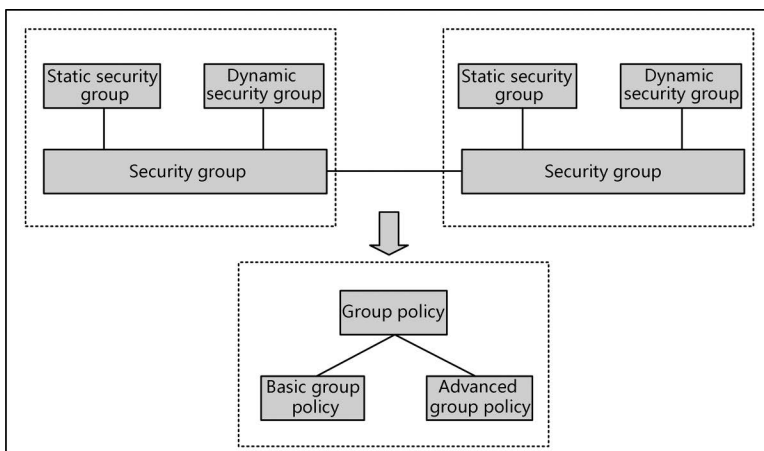 Static security
group
Dynamic
security group
Security group
Static security
group
Dynamic
security group
Security group
Group policy
Basic group
policy
Advanced
group policy